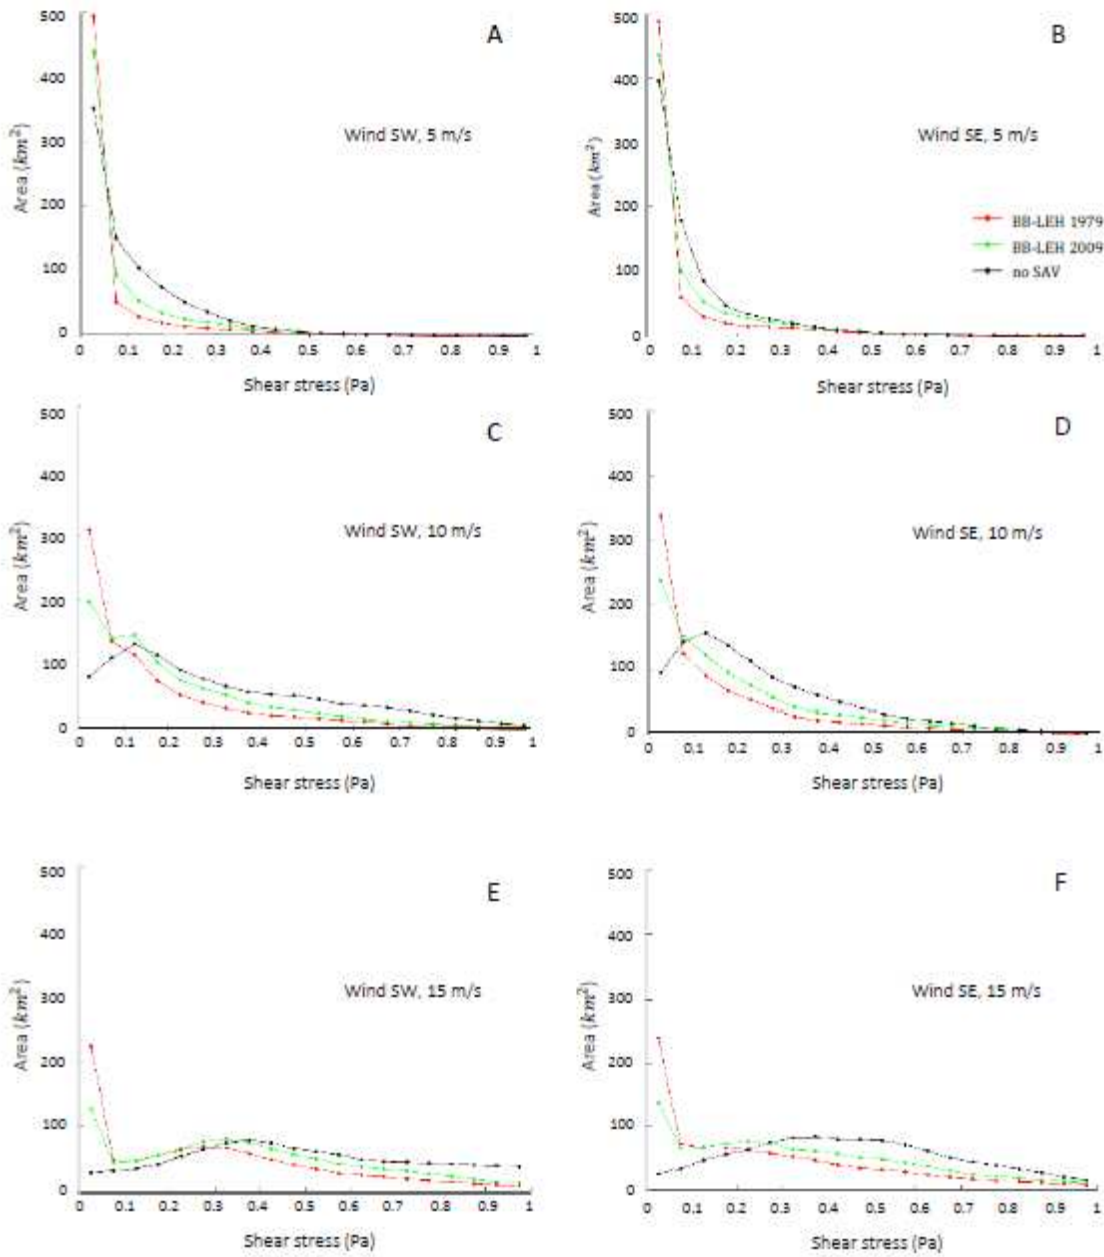 A
Wind SW, 5 m/s
Area (km²)
500
400
300
200
100
0
0 0.1 0.2 0.3 0.4 0.5 0.6 0.7 0.8 0.9 1
Shear stress (Pa)
B
Wind SE, 5 m/s
BB-LEH 1979
BB-LEH 2009
no SAV
Area (km²)
500
400
300
200
100
0
0 0.1 0.2 0.3 0.4 0.5 0.6 0.7 0.8 0.9 1
Shear stress (Pa)
C
Wind SW, 10 m/s
Area (km²)
500
400
300
200
100
0
0 0.1 0.2 0.3 0.4 0.5 0.6 0.7 0.8 0.9 1
Shear stress (Pa)
D
Wind SE, 10 m/s
Area (km²)
500
400
300
200
100
0
0 0.1 0.2 0.3 0.4 0.5 0.6 0.7 0.8 0.9 1
Shear stress (Pa)
E
Wind SW, 15 m/s
Area (km²)
500
400
300
200
100
0
0 0.1 0.2 0.3 0.4 0.5 0.6 0.7 0.8 0.9 1
Shear stress (Pa)
F
Wind SE, 15 m/s
Area (km²)
500
400
300
200
100
0
0 0.1 0.2 0.3 0.4 0.5 0.6 0.7 0.8 0.9 1
Shear stress (Pa)